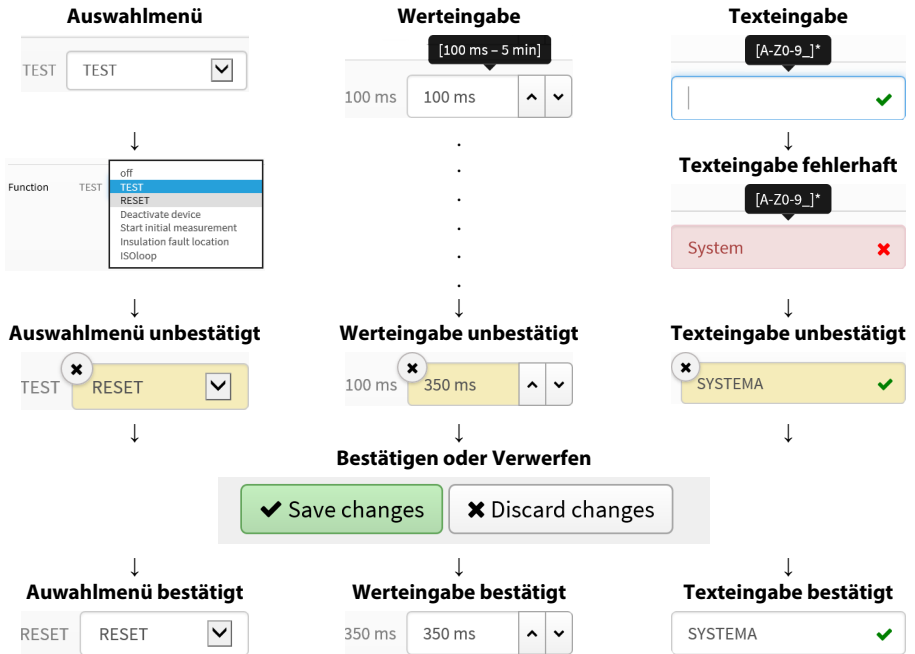 Auswahlmenü
TEST TEST
Werteingabe
[100 ms – 5 min]
100 ms 100 ms
Texteingabe
[A-Z0-9_]*
↓
Function TEST
off
TEST
RESET
Deactivate device
Start initial measurement
Insulation fault location
ISOloop
↓
Texteingabe fehlerhaft
[A-Z0-9_]*
System
↓ ↓ ↓
Auswahlmenü unbestätigt Werteingabe unbestätigt Texteingabe unbestätigt
TEST RESET 100 ms 350 ms SYSTEMA
↓ ↓ ↓
Bestätigen oder Verwerfen
✔ Save changes ✖ Discard changes
↓ ↓ ↓
Auwahlmenü bestätigt Werteingabe bestätigt Texteingabe bestätigt
RESET RESET 350 ms 350 ms SYSTEMA